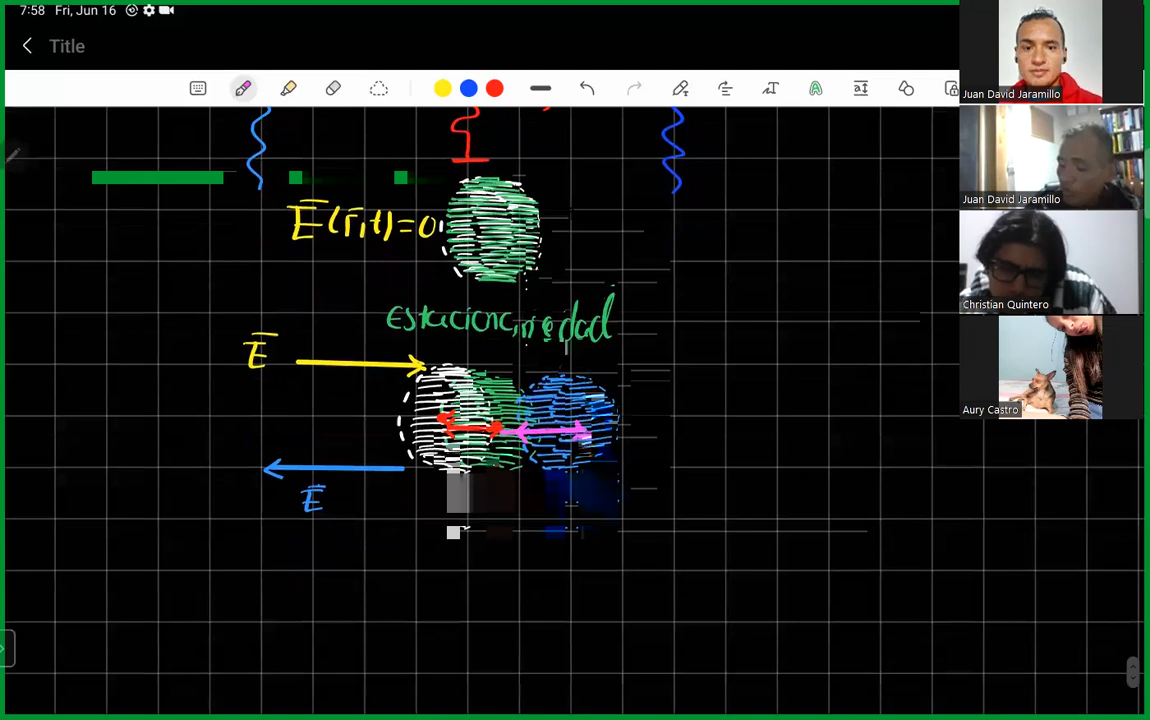 7:58 Fri, Jun 16
Title
Juan David Jaramillo
Juan David Jaramillo
Christian Quintero
Aury Castro
E̅(r̅,t)=0
estacionariedad
E̅
E̅